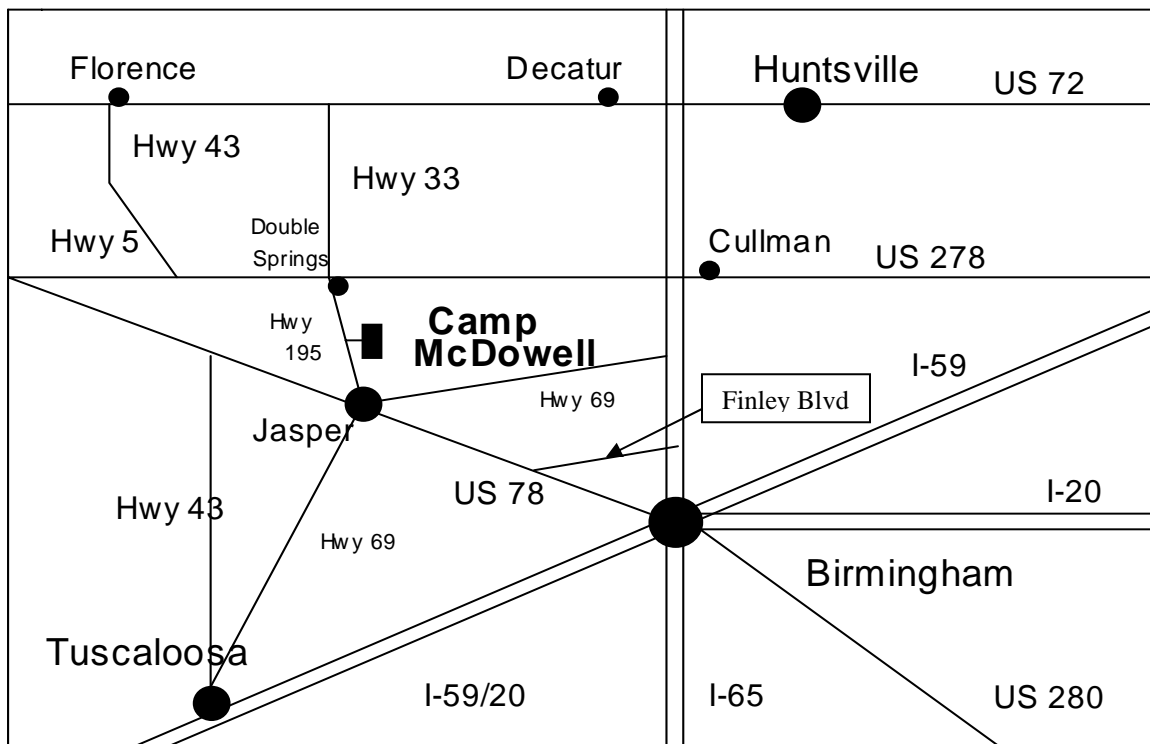 Florence
Decatur
Huntsville
US 72
Hwy 43
Hwy 33
Hwy 5
Double
Springs
Cullman
US 278
Hwy
195
Camp
McDowell
I-59
Hwy 69
Finley Blvd
Jasper
US 78
I-20
Hwy 43
Hwy 69
Birmingham
Tuscaloosa
I-59/20
I-65
US 280